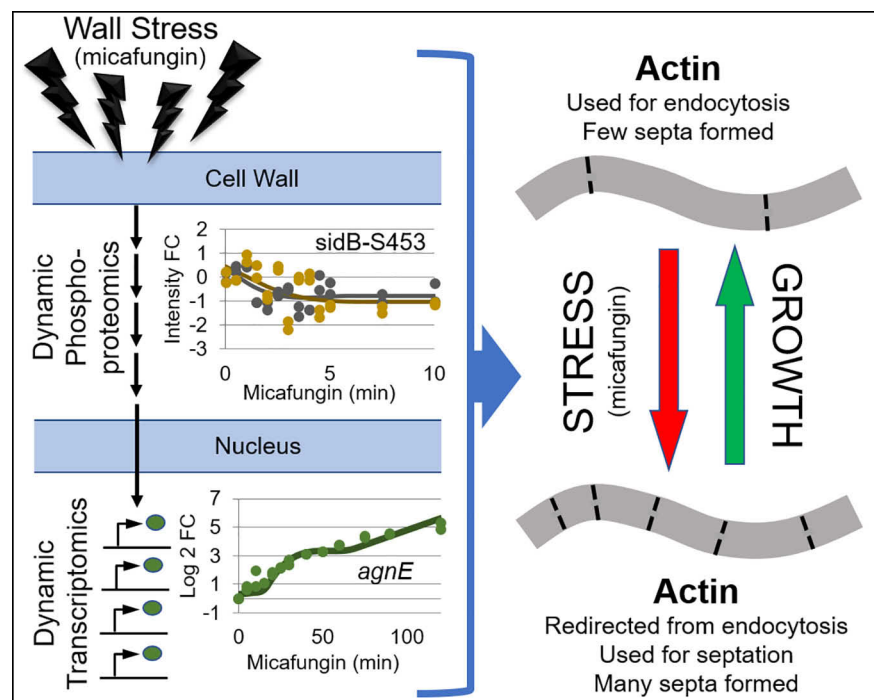 Wall Stress
(micafungin)
Cell Wall
Dynamic
Phospho-
proteomics
sidB-S453
Intensity FC
2
1
0
-1
-2
-3
0
5
10
Micafungin (min)
Nucleus
Dynamic
Transcriptomics
Log 2 FC
7
5
3
1
-1
agnE
0
50
100
Micafungin (min)
Actin
Used for endocytosis
Few septa formed
STRESS
(micafungin)
GROWTH
Actin
Redirected from endocytosis
Used for septation
Many septa formed